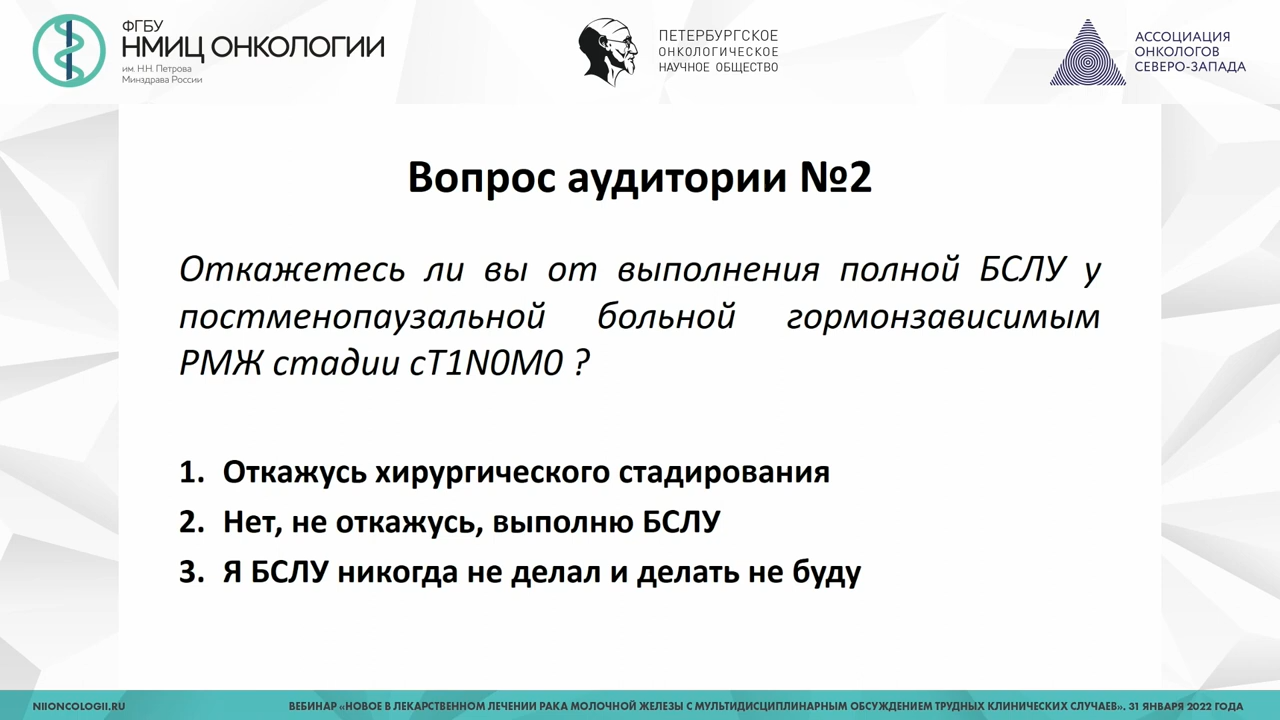 ФГБУ
НМИЦ ОНКОЛОГИИ
им. Н.Н. Петрова
Минздрава России
ПЕТЕРБУРГСКОЕ
ОНКОЛОГИЧЕСКОЕ
НАУЧНОЕ ОБЩЕСТВО
АССОЦИАЦИЯ
ОНКОЛОГОВ
СЕВЕРО-ЗАПАДА
Вопрос аудитории №2
Откажетесь ли вы от выполнения полной БСЛУ у
постменопаузальной больной гормонзависимым
РМЖ стадии cT1N0M0 ?
1. Откажусь хирургического стадирования
2. Нет, не откажусь, выполню БСЛУ
3. Я БСЛУ никогда не делал и делать не буду
NIIONCOLOGII.RU
ВЕБИНАР «НОВОЕ В ЛЕКАРСТВЕННОМ ЛЕЧЕНИИ РАКА МОЛОЧНОЙ ЖЕЛЕЗЫ С МУЛЬТИДИСЦИПЛИНАРНЫМ ОБСУЖДЕНИЕМ ТРУДНЫХ КЛИНИЧЕСКИХ СЛУЧАЕВ». 31 ЯНВАРЯ 2022 ГОДА